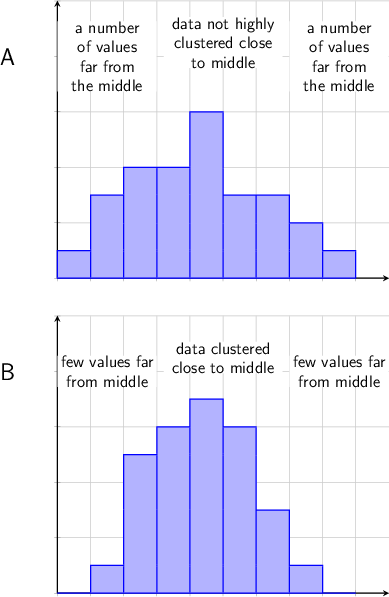 A
a number
of values
far from
the middle
data not highly
clustered close
to middle
a number
of values
far from
the middle
B
few values far
from middle
data clustered
close to middle
few values far
from middle